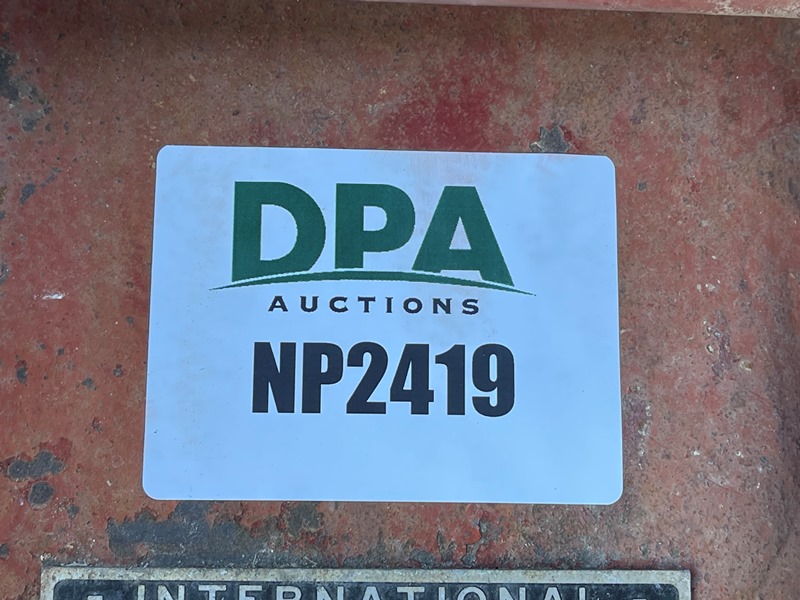 DPA
AUCTIONS
NP2419
- INTERNATIONAL -